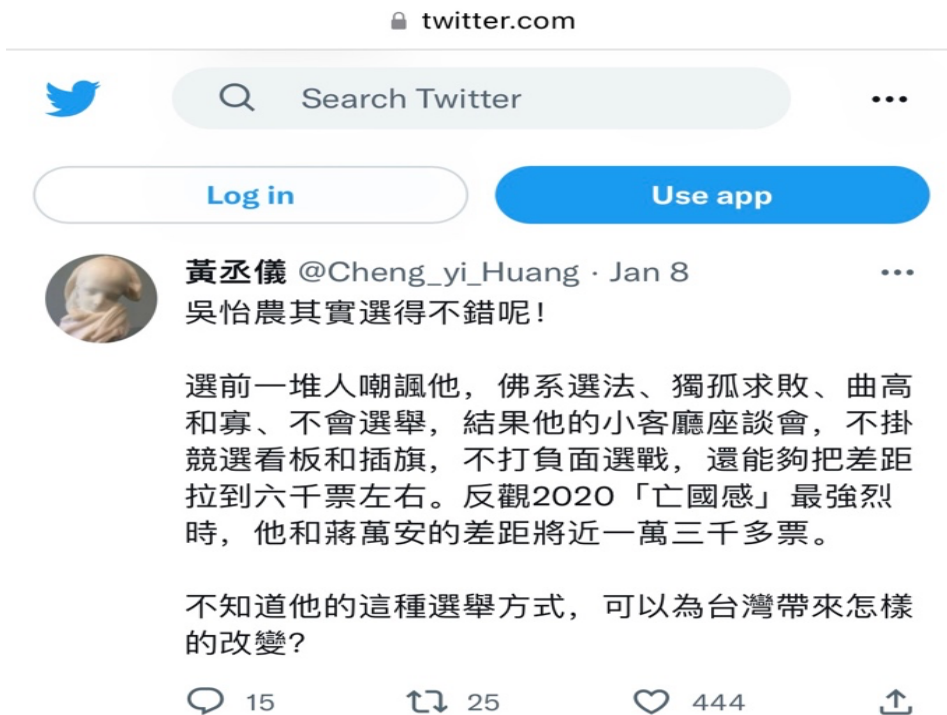 twitter.com
Search Twitter
Log in
Use app
黃丞儀 @Cheng_yi_Huang · Jan 8
吳怡農其實選得不錯呢！
選前一堆人嘲諷他，佛系選法、獨孤求敗、曲高
和寡、不會選舉，結果他的小客廳座談會，不掛
競選看板和插旗，不打負面選戰，還能夠把差距
拉到六千票左右。反觀2020「亡國感」最強烈
時，他和蔣萬安的差距將近一萬三千多票。
不知道他的這種選舉方式，可以為台灣帶來怎樣
的改變？
15 25 444